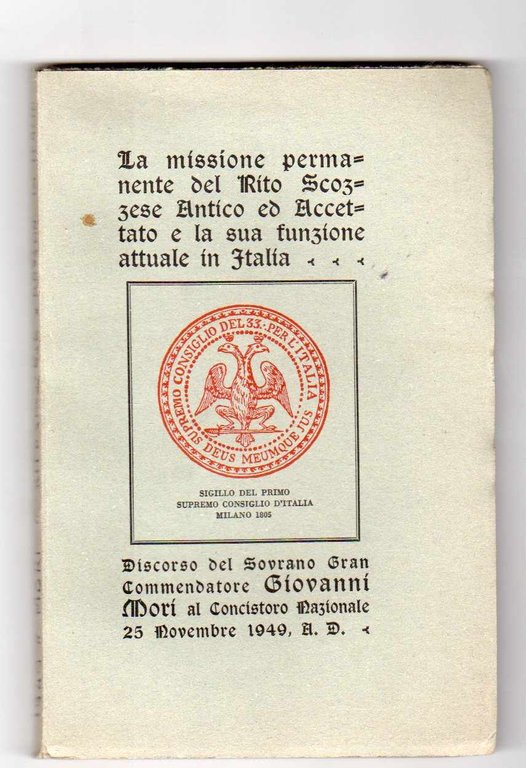 La missione perma=
nente del Rito Scoz=
zese Antico ed Accet=
tato e la sua funzione
attuale in Italia
SUPREMO CONSIGLIO DEL 33.·. PER L'ITALIA
DEUS MEUMQUE JUS
SIGILLO DEL PRIMO
SUPREMO CONSIGLIO D'ITALIA
MILANO 1805
Discorso del Sovrano Gran
Commendatore Giovanni
Mori al Concistoro Nazionale
25 Novembre 1949, A. D.